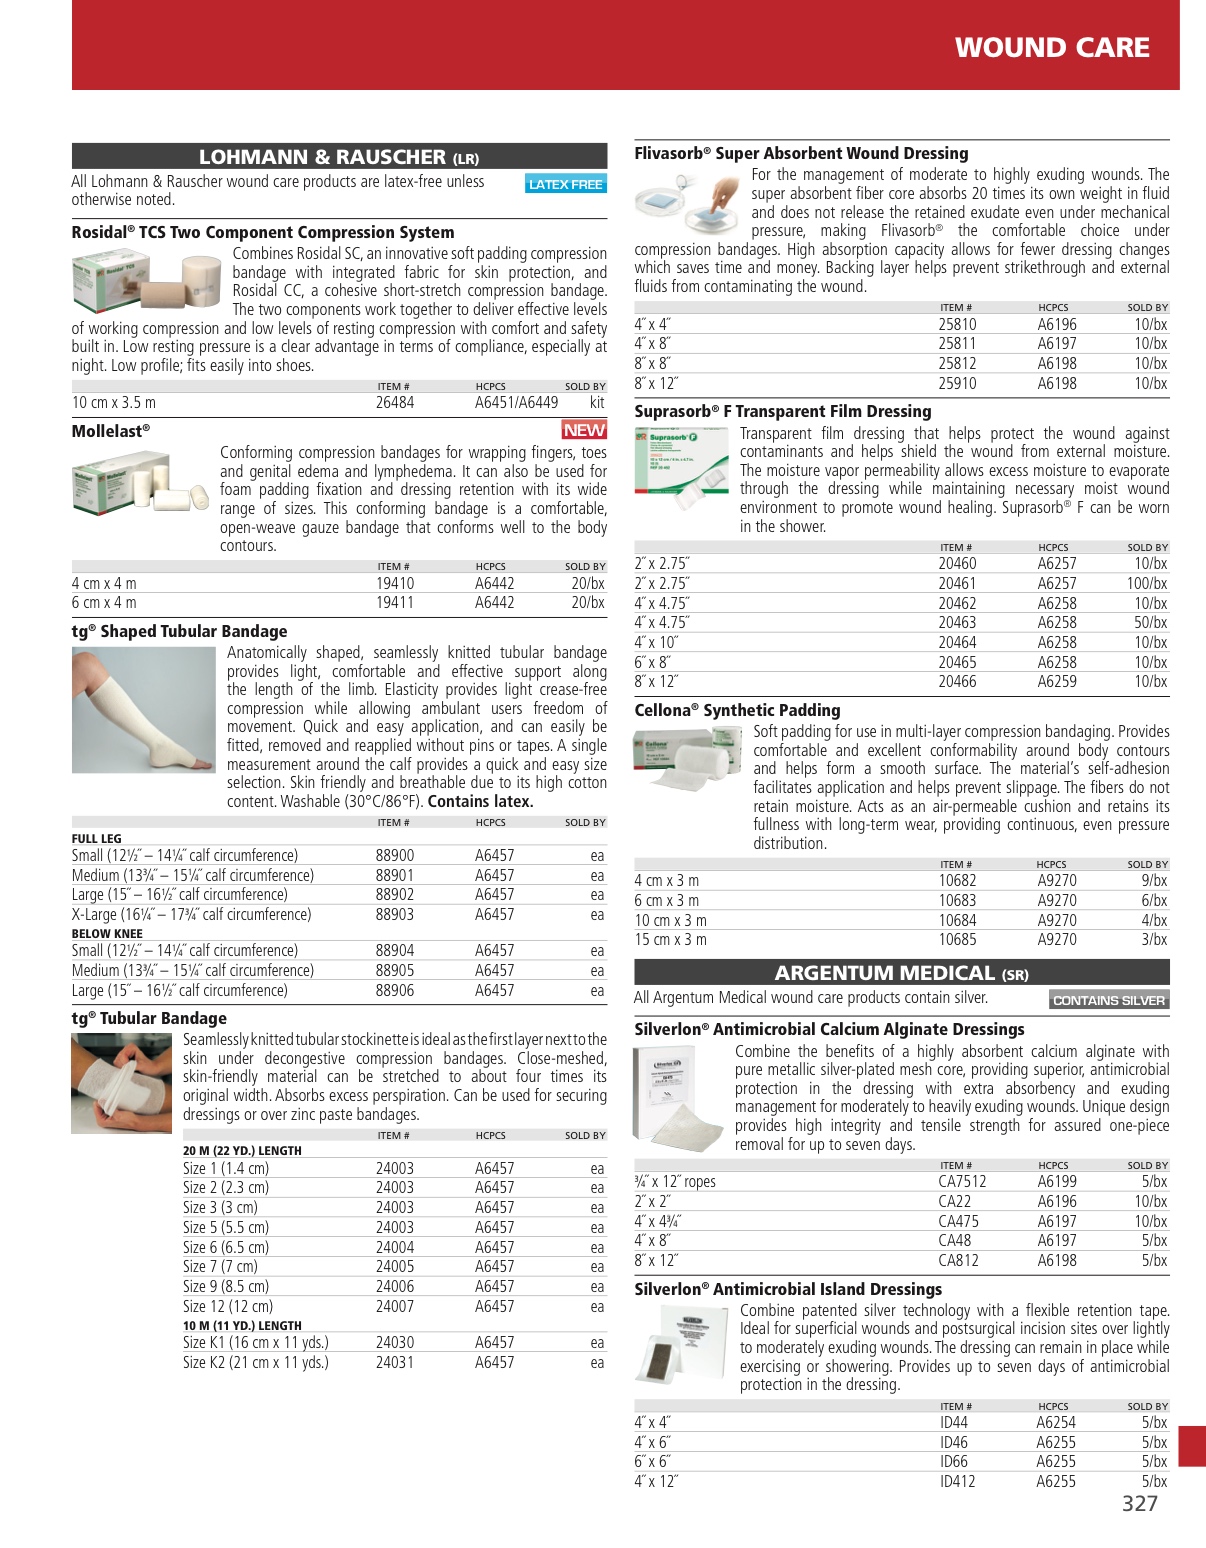 WOUND CARE
LOHMANN & RAUSCHER (LR)
All Lohmann & Rauscher wound care products are latex-free unless
otherwise noted.
LATEX FREE
Rosidal® TCS Two Component Compression System
Combines Rosidal SC, an innovative soft padding compression
bandage with integrated fabric for skin protection, and
Rosidal CC, a cohesive short-stretch compression bandage.
The two components work together to deliver effective levels
of working compression and low levels of resting compression with comfort and safety
built in. Low resting pressure is a clear advantage in terms of compliance, especially at
night. Low profile; fits easily into shoes.
ITEM # HCPCS SOLD BY
10 cm x 3.5 m 26484 A6451/A6449 kit
Mollelast®
NEW
Conforming compression bandages for wrapping fingers, toes
and genital edema and lymphedema. It can also be used for
foam padding fixation and dressing retention with its wide
range of sizes. This conforming bandage is a comfortable,
open-weave gauze bandage that conforms well to the body
contours.
ITEM # HCPCS SOLD BY
4 cm x 4 m 19410 A6442 20/bx
6 cm x 4 m 19411 A6442 20/bx
tg® Shaped Tubular Bandage
Anatomically shaped, seamlessly knitted tubular bandage
provides light, comfortable and effective support along
the length of the limb. Elasticity provides light crease-free
compression while allowing ambulant users freedom of
movement. Quick and easy application, and can easily be
fitted, removed and reapplied without pins or tapes. A single
measurement around the calf provides a quick and easy size
selection. Skin friendly and breathable due to its high cotton
content. Washable (30°C/86°F). Contains latex.
ITEM # HCPCS SOLD BY
FULL LEG
Small (12½˝ – 14¼˝ calf circumference) 88900 A6457 ea
Medium (13¾˝ – 15¼˝ calf circumference) 88901 A6457 ea
Large (15˝ – 16½˝ calf circumference) 88902 A6457 ea
X-Large (16¼˝ – 17¾˝ calf circumference) 88903 A6457 ea
BELOW KNEE
Small (12½˝ – 14¼˝ calf circumference) 88904 A6457 ea
Medium (13¾˝ – 15¼˝ calf circumference) 88905 A6457 ea
Large (15˝ – 16½˝ calf circumference) 88906 A6457 ea
tg® Tubular Bandage
Seamlessly knitted tubular stockinette is ideal as the first layer next to the
skin under decongestive compression bandages. Close-meshed,
skin-friendly material can be stretched to about four times its
original width. Absorbs excess perspiration. Can be used for securing
dressings or over zinc paste bandages.
ITEM # HCPCS SOLD BY
20 M (22 YD.) LENGTH
Size 1 (1.4 cm) 24003 A6457 ea
Size 2 (2.3 cm) 24003 A6457 ea
Size 3 (3 cm) 24003 A6457 ea
Size 5 (5.5 cm) 24003 A6457 ea
Size 6 (6.5 cm) 24004 A6457 ea
Size 7 (7 cm) 24005 A6457 ea
Size 9 (8.5 cm) 24006 A6457 ea
Size 12 (12 cm) 24007 A6457 ea
10 M (11 YD.) LENGTH
Size K1 (16 cm x 11 yds.) 24030 A6457 ea
Size K2 (21 cm x 11 yds.) 24031 A6457 ea
Flivasorb® Super Absorbent Wound Dressing
For the management of moderate to highly exuding wounds. The
super absorbent fiber core absorbs 20 times its own weight in fluid
and does not release the retained exudate even under mechanical
pressure, making Flivasorb® the comfortable choice under
compression bandages. High absorption capacity allows for fewer dressing changes
which saves time and money. Backing layer helps prevent strikethrough and external
fluids from contaminating the wound.
ITEM # HCPCS SOLD BY
4˝ x 4˝ 25810 A6196 10/bx
4˝ x 8˝ 25811 A6197 10/bx
8˝ x 8˝ 25812 A6198 10/bx
8˝ x 12˝ 25910 A6198 10/bx
Suprasorb® F Transparent Film Dressing
Transparent film dressing that helps protect the wound against
contaminants and helps shield the wound from external moisture.
The moisture vapor permeability allows excess moisture to evaporate
through the dressing while maintaining necessary moist wound
environment to promote wound healing. Suprasorb® F can be worn
in the shower.
ITEM # HCPCS SOLD BY
2˝ x 2.75˝ 20460 A6257 10/bx
2˝ x 2.75˝ 20461 A6257 100/bx
4˝ x 4.75˝ 20462 A6258 10/bx
4˝ x 4.75˝ 20463 A6258 50/bx
4˝ x 10˝ 20464 A6258 10/bx
6˝ x 8˝ 20465 A6258 10/bx
8˝ x 12˝ 20466 A6259 10/bx
Cellona® Synthetic Padding
Soft padding for use in multi-layer compression bandaging. Provides
comfortable and excellent conformability around body contours
and helps form a smooth surface. The material's self-adhesion
facilitates application and helps prevent slippage. The fibers do not
retain moisture. Acts as an air-permeable cushion and retains its
fullness with long-term wear, providing continuous, even pressure
distribution.
ITEM # HCPCS SOLD BY
4 cm x 3 m 10682 A9270 9/bx
6 cm x 3 m 10683 A9270 6/bx
10 cm x 3 m 10684 A9270 4/bx
15 cm x 3 m 10685 A9270 3/bx
ARGENTUM MEDICAL (SR)
All Argentum Medical wound care products contain silver.
CONTAINS SILVER
Silverlon® Antimicrobial Calcium Alginate Dressings
Combine the benefits of a highly absorbent calcium alginate with
pure metallic silver-plated mesh core, providing superior, antimicrobial
protection in the dressing with extra absorbency and exuding
management for moderately to heavily exuding wounds. Unique design
provides high integrity and tensile strength for assured one-piece
removal for up to seven days.
ITEM # HCPCS SOLD BY
¾˝ x 12˝ ropes CA7512 A6199 5/bx
2˝ x 2˝ CA22 A6196 10/bx
4˝ x 4¾˝ CA475 A6197 10/bx
4˝ x 8˝ CA48 A6197 5/bx
8˝ x 12˝ CA812 A6198 5/bx
Silverlon® Antimicrobial Island Dressings
Combine patented silver technology with a flexible retention tape.
Ideal for superficial wounds and postsurgical incision sites over lightly
to moderately exuding wounds. The dressing can remain in place while
exercising or showering. Provides up to seven days of antimicrobial
protection in the dressing.
ITEM # HCPCS SOLD BY
4˝ x 4˝ ID44 A6254 5/bx
4˝ x 6˝ ID46 A6255 5/bx
6˝ x 6˝ ID66 A6255 5/bx
4˝ x 12˝ ID412 A6255 5/bx
327